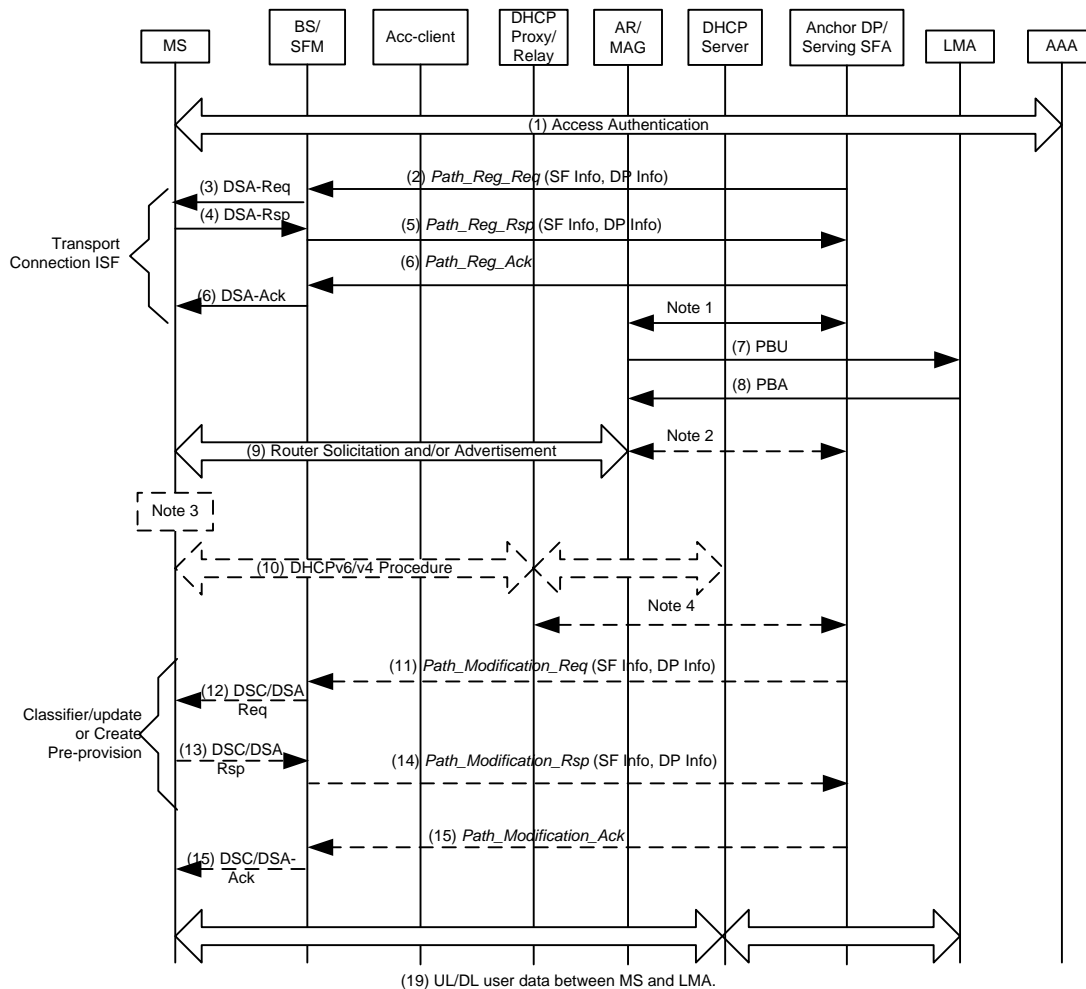 MS
BS/
SFM
Acc-client
DHCP
Proxy/
Relay
AR/
MAG
DHCP
Server
Anchor DP/
Serving SFA
LMA
AAA
(1) Access Authentication
(2) Path_Reg_Req (SF Info, DP Info)
(3) DSA-Req
(4) DSA-Rsp
(5) Path_Reg_Rsp (SF Info, DP Info)
Transport
Connection ISF
(6) Path_Reg_Ack
(6) DSA-Ack
Note 1
(7) PBU
(8) PBA
(9) Router Solicitation and/or Advertisement
Note 2
Note 3
(10) DHCPv6/v4 Procedure
Note 4
(11) Path_Modification_Req (SF Info, DP Info)
(12) DSC/DSA
Req
Classifier/update
or Create
Pre-provision
(13) DSC/DSA
Rsp
(14) Path_Modification_Rsp (SF Info, DP Info)
(15) Path_Modification_Ack
(15) DSC/DSA-
Ack
(19) UL/DL user data between MS and LMA.